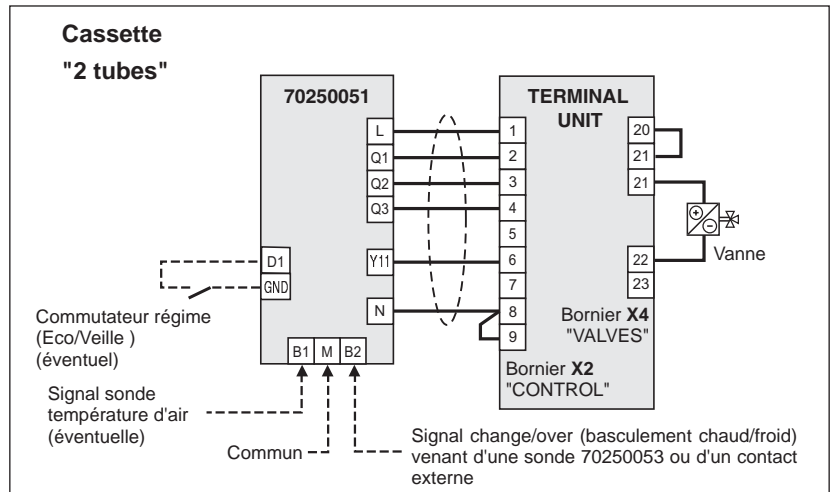 Cassette
"2 tubes"
70250051
L
Q1
Q2
Q3
Y11
N
D1
GND
B1 M B2
TERMINAL
UNIT
1
2
3
4
5
6
7
8
9
20
21
21
22
23
Vanne
Bornier X4
"VALVES"
Bornier X2
"CONTROL"
Commutateur régime
(Eco/Veille )
(éventuel)
Signal sonde
température d'air
(éventuelle)
Commun
Signal change/over (basculement chaud/froid)
venant d'une sonde 70250053 ou d'un contact
externe